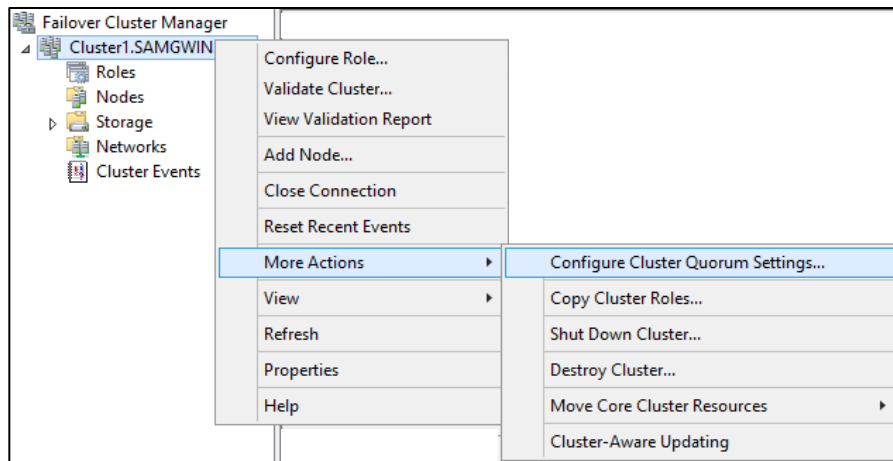 Failover Cluster Manager
Cluster1.SAMGWIN
Roles
Nodes
Storage
Networks
Cluster Events
Configure Role...
Validate Cluster...
View Validation Report
Add Node...
Close Connection
Reset Recent Events
More Actions
View
Refresh
Properties
Help
Configure Cluster Quorum Settings...
Copy Cluster Roles...
Shut Down Cluster...
Destroy Cluster...
Move Core Cluster Resources
Cluster-Aware Updating